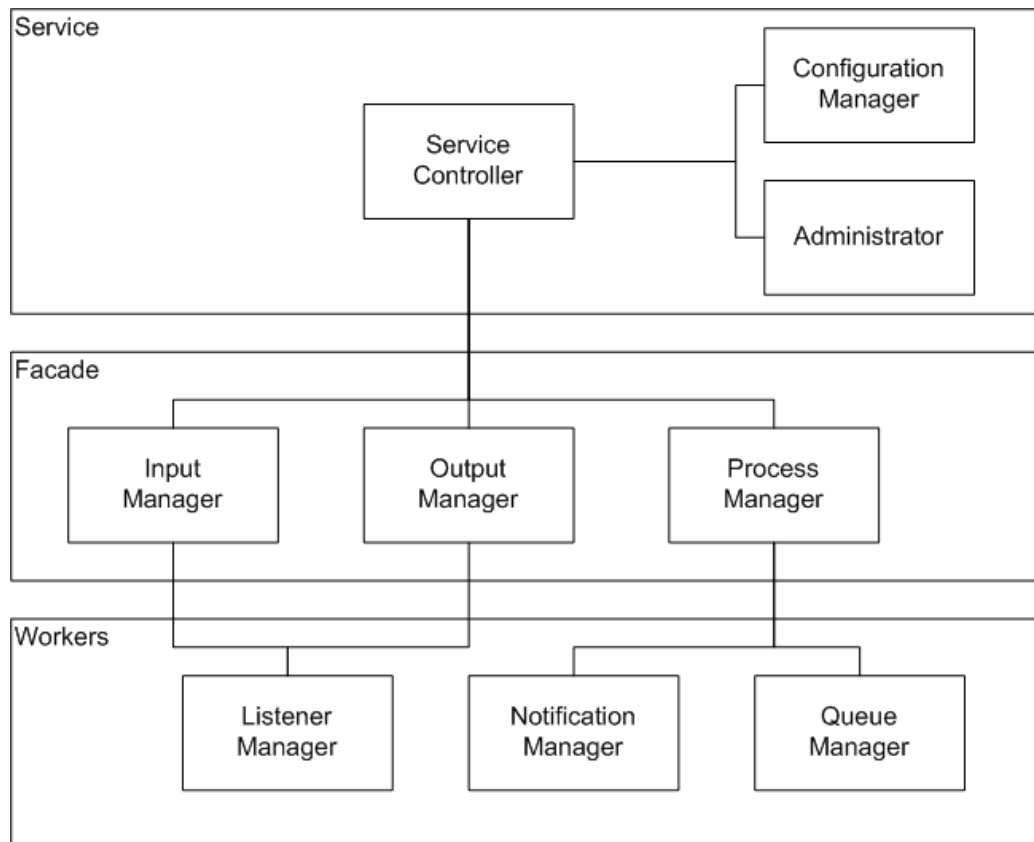 Service
Configuration
Manager
Service
Controller
Administrator
Facade
Input
Manager
Output
Manager
Process
Manager
Workers
Listener
Manager
Notification
Manager
Queue
Manager